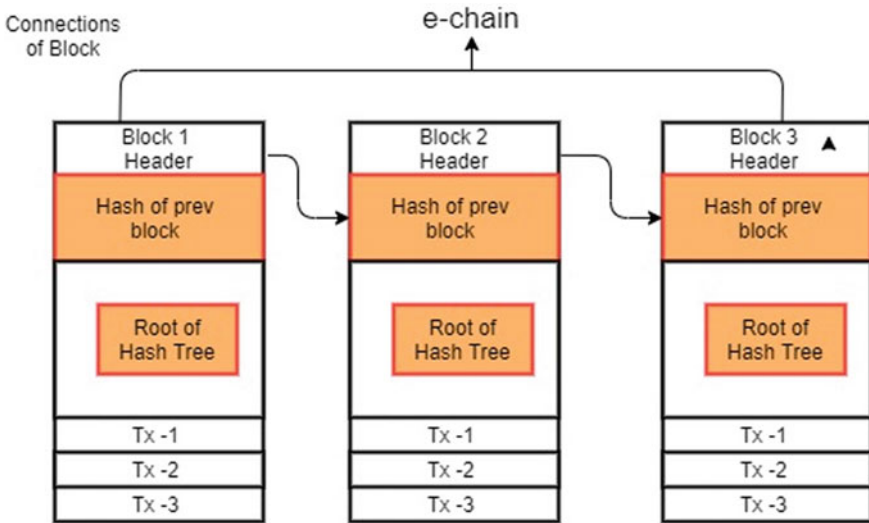 Connections
of Block
e-chain
Block 1
Header
Hash of prev
block
Root of
Hash Tree
Tx -1
Tx -2
Tx -3
Block 2
Header
Hash of prev
block
Root of
Hash Tree
Tx -1
Tx -2
Tx -3
Block 3
Header
Hash of prev
block
Root of
Hash Tree
Tx -1
Tx -2
Tx -3